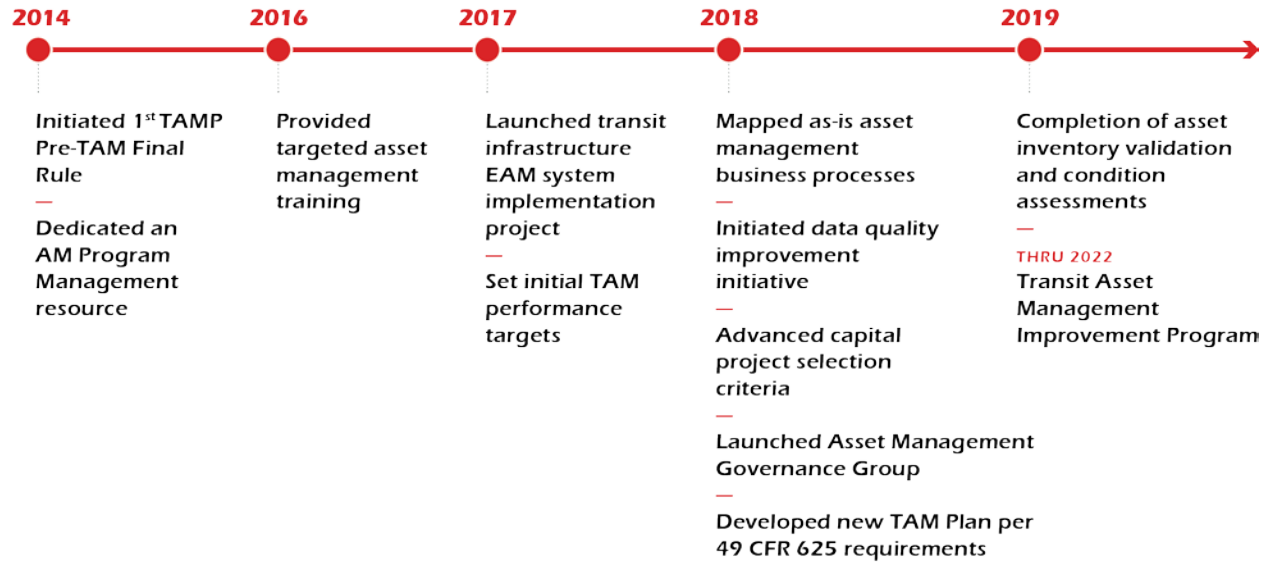 2014
Initiated 1st TAMP
Pre-TAM Final
Rule
—
Dedicated an
AM Program
Management
resource
2016
Provided
targeted asset
management
training
2017
Launched transit
infrastructure
EAM system
implementation
project
—
Set initial TAM
performance
targets
2018
Mapped as-is asset
management
business processes
—
Initiated data quality
improvement
initiative
—
Advanced capital
project selection
criteria
—
Launched Asset Management
Governance Group
—
Developed new TAM Plan per
49 CFR 625 requirements
2019
Completion of asset
inventory validation
and condition
assessments
—
THRU 2022
Transit Asset
Management
Improvement Program